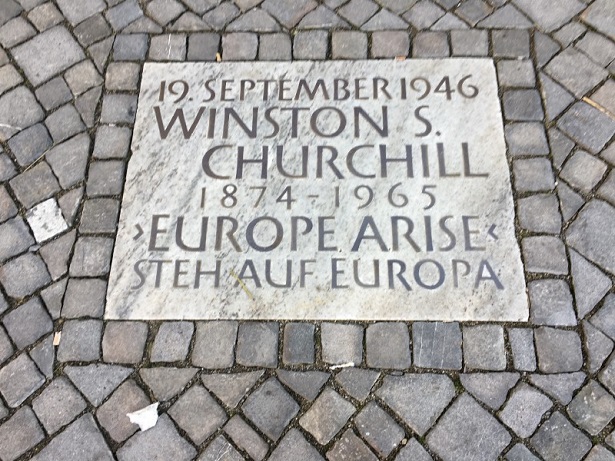 19. SEPTEMBER 1946
WINSTON S.
CHURCHILL
1874-1965
›EUROPE ARISE‹
STEH AUF EUROPA